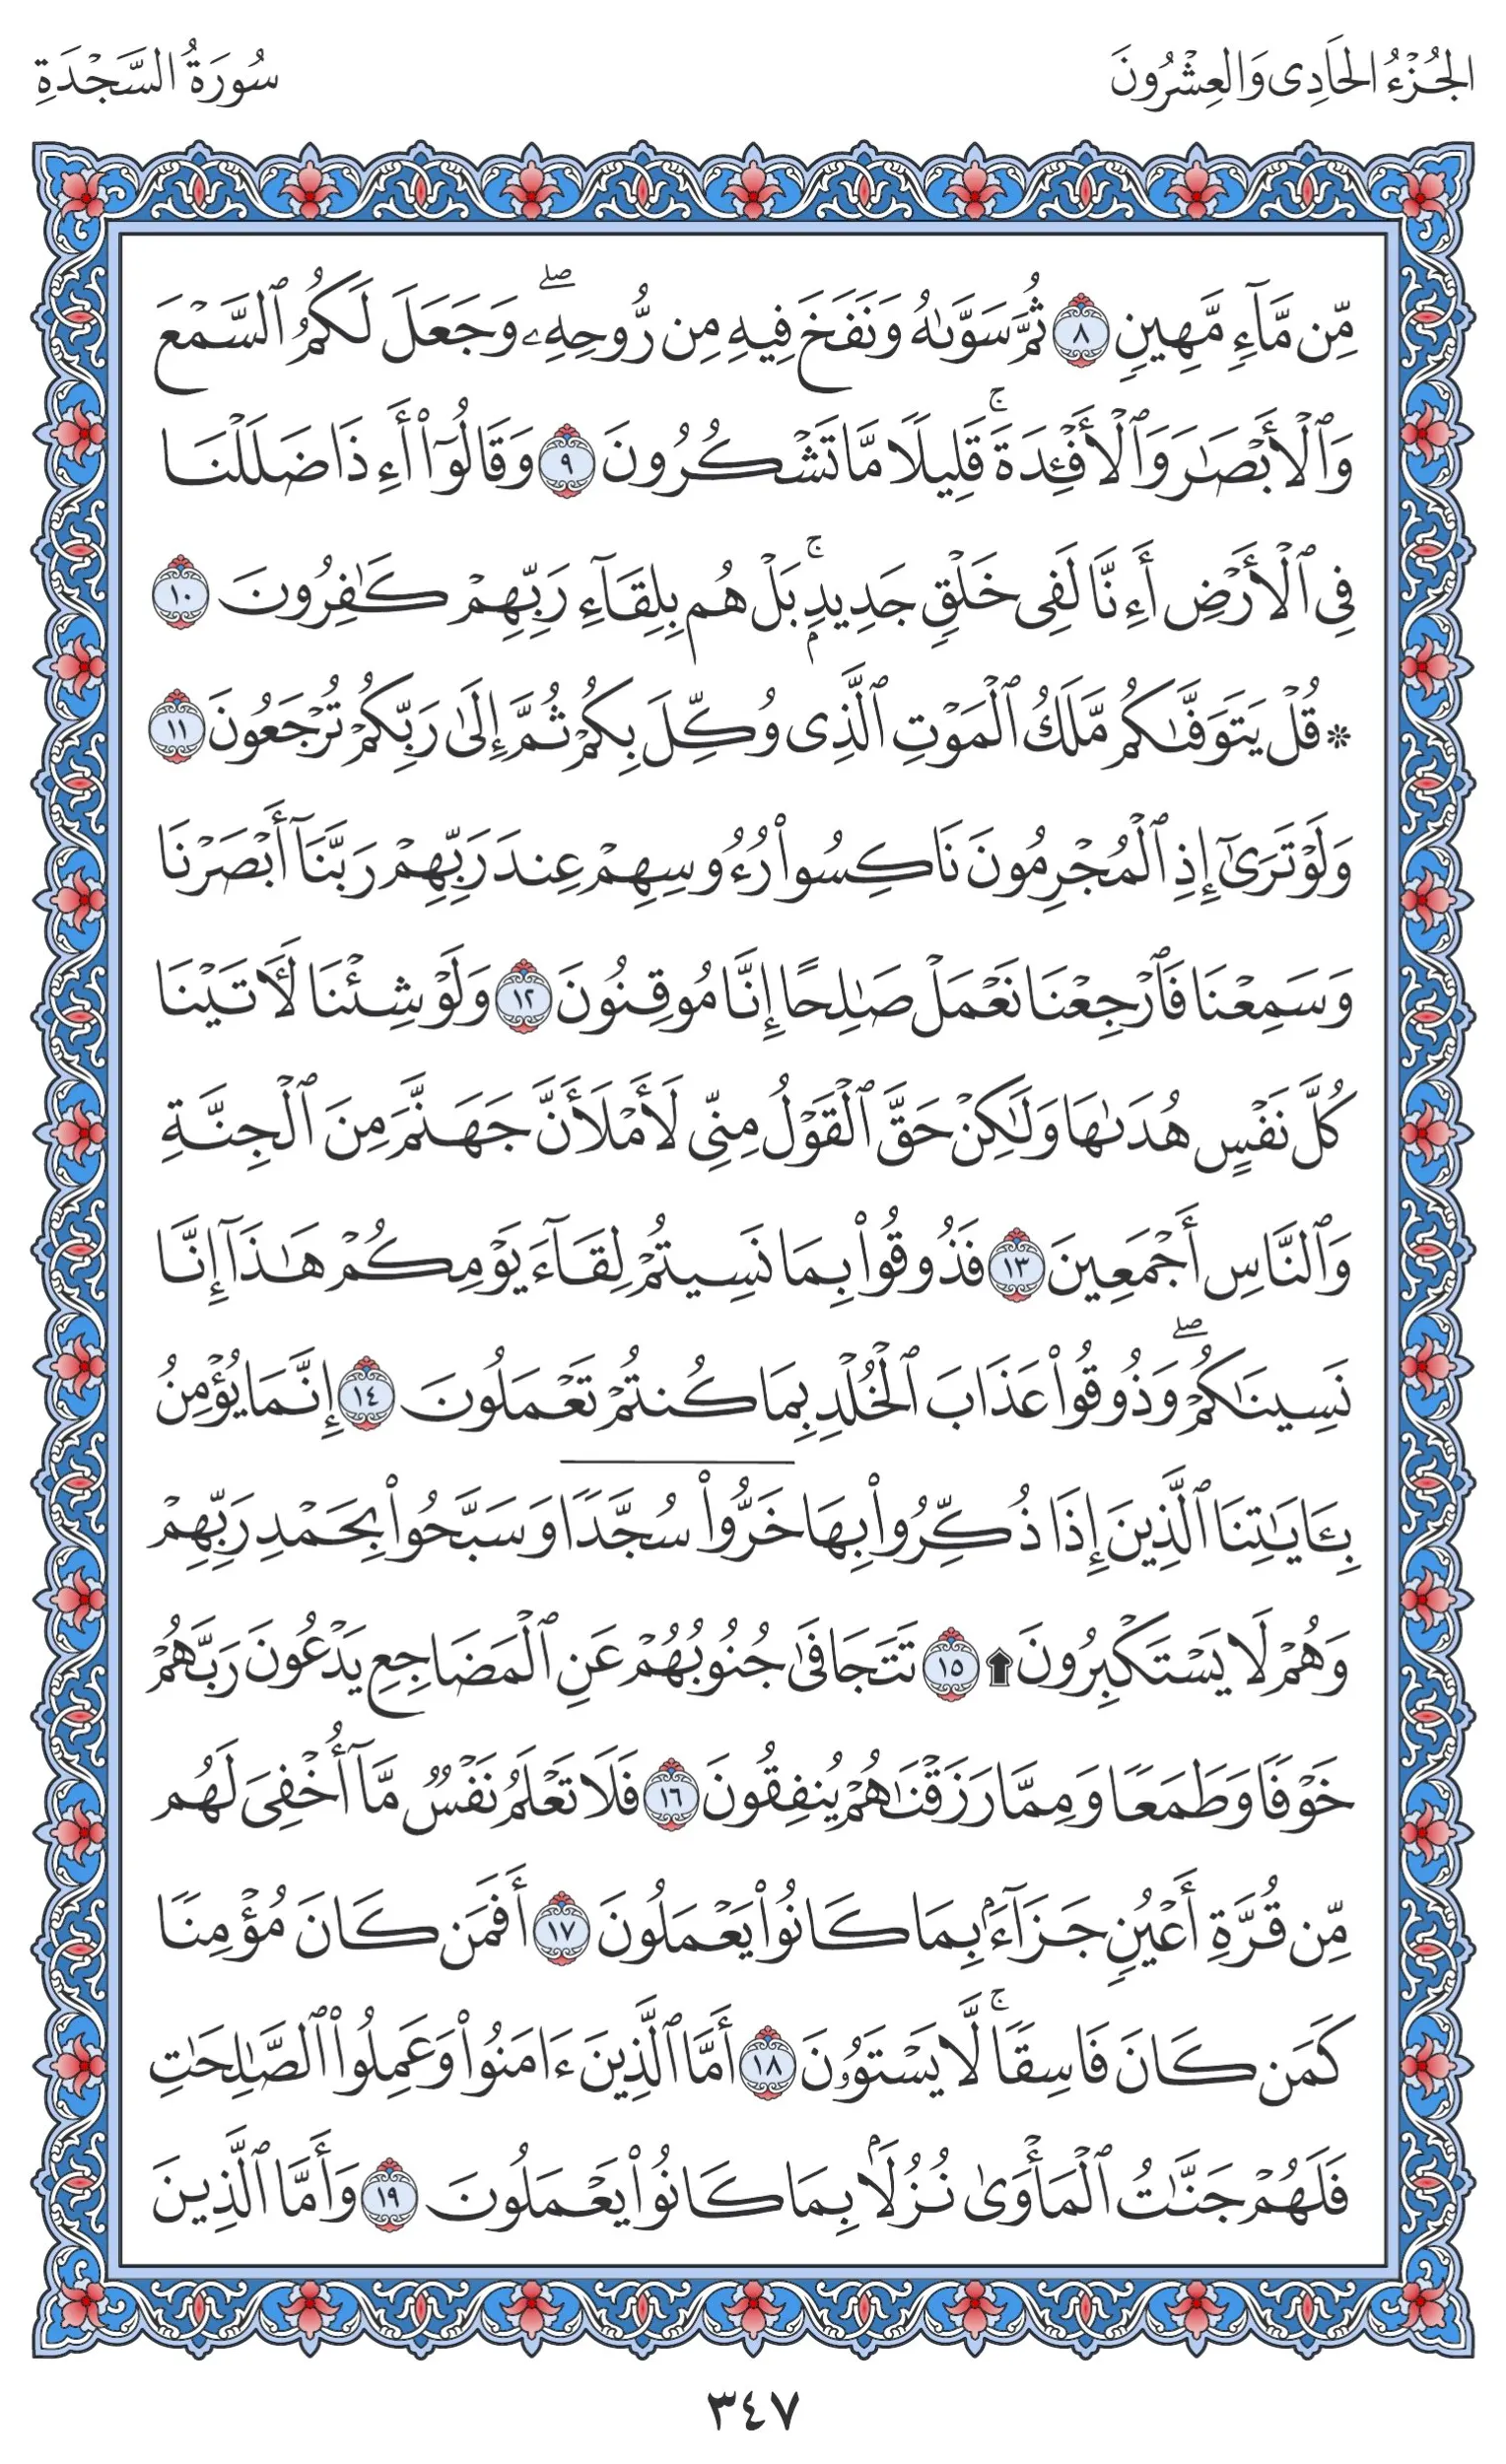 الجُزْءُ الحَادِى وَالعِشْرُونَ
سُورَةُ السَّجْدَةِ
مِّن مَّآءٍ مَّهِينٍ ٨ ثُمَّ سَوَّىٰهُ وَنَفَخَ فِيهِ مِن رُّوحِهِۦۖ وَجَعَلَ لَكُمُ ٱلسَّمْعَ
وَٱلْأَبْصَٰرَ وَٱلْأَفْـِٔدَةَۚ قَلِيلًا مَّا تَشْكُرُونَ ٩ وَقَالُوٓا۟ أَءِذَا ضَلَلْنَا
فِى ٱلْأَرْضِ أَءِنَّا لَفِى خَلْقٍ جَدِيدٍۭۚ بَلْ هُم بِلِقَآءِ رَبِّهِمْ كَٰفِرُونَ ١٠
۞ قُلْ يَتَوَفَّىٰكُم مَّلَكُ ٱلْمَوْتِ ٱلَّذِى وُكِّلَ بِكُمْ ثُمَّ إِلَىٰ رَبِّكُمْ تُرْجَعُونَ ١١
وَلَوْ تَرَىٰٓ إِذِ ٱلْمُجْرِمُونَ نَاكِسُوا۟ رُءُوسِهِمْ عِندَ رَبِّهِمْ رَبَّنَآ أَبْصَرْنَا
وَسَمِعْنَا فَٱرْجِعْنَا نَعْمَلْ صَٰلِحًا إِنَّا مُوقِنُونَ ١٢ وَلَوْ شِئْنَا لَـَٔاتَيْنَا
كُلَّ نَفْسٍ هُدَىٰهَا وَلَٰكِنْ حَقَّ ٱلْقَوْلُ مِنِّى لَأَمْلَأَنَّ جَهَنَّمَ مِنَ ٱلْجِنَّةِ
وَٱلنَّاسِ أَجْمَعِينَ ١٣ فَذُوقُوا۟ بِمَا نَسِيتُمْ لِقَآءَ يَوْمِكُمْ هَٰذَآ إِنَّا
نَسِينَٰكُمْۖ وَذُوقُوا۟ عَذَابَ ٱلْخُلْدِ بِمَا كُنتُمْ تَعْمَلُونَ ١٤ إِنَّمَا يُؤْمِنُ
بِـَٔايَٰتِنَا ٱلَّذِينَ إِذَا ذُكِّرُوا۟ بِهَا خَرُّوا۟ سُجَّدًا وَسَبَّحُوا۟ بِحَمْدِ رَبِّهِمْ
وَهُمْ لَا يَسْتَكْبِرُونَ ۩ ١٥ تَتَجَافَىٰ جُنُوبُهُمْ عَنِ ٱلْمَضَاجِعِ يَدْعُونَ رَبَّهُمْ
خَوْفًا وَطَمَعًا وَمِمَّا رَزَقْنَٰهُمْ يُنفِقُونَ ١٦ فَلَا تَعْلَمُ نَفْسٌ مَّآ أُخْفِىَ لَهُم
مِّن قُرَّةِ أَعْيُنٍ جَزَآءًۢ بِمَا كَانُوا۟ يَعْمَلُونَ ١٧ أَفَمَن كَانَ مُؤْمِنًا
كَمَن كَانَ فَاسِقًاۚ لَّا يَسْتَوُۥنَ ١٨ أَمَّا ٱلَّذِينَ ءَامَنُوا۟ وَعَمِلُوا۟ ٱلصَّٰلِحَٰتِ
فَلَهُمْ جَنَّٰتُ ٱلْمَأْوَىٰ نُزُلًۢا بِمَا كَانُوا۟ يَعْمَلُونَ ١٩ وَأَمَّا ٱلَّذِينَ
٣٤٧